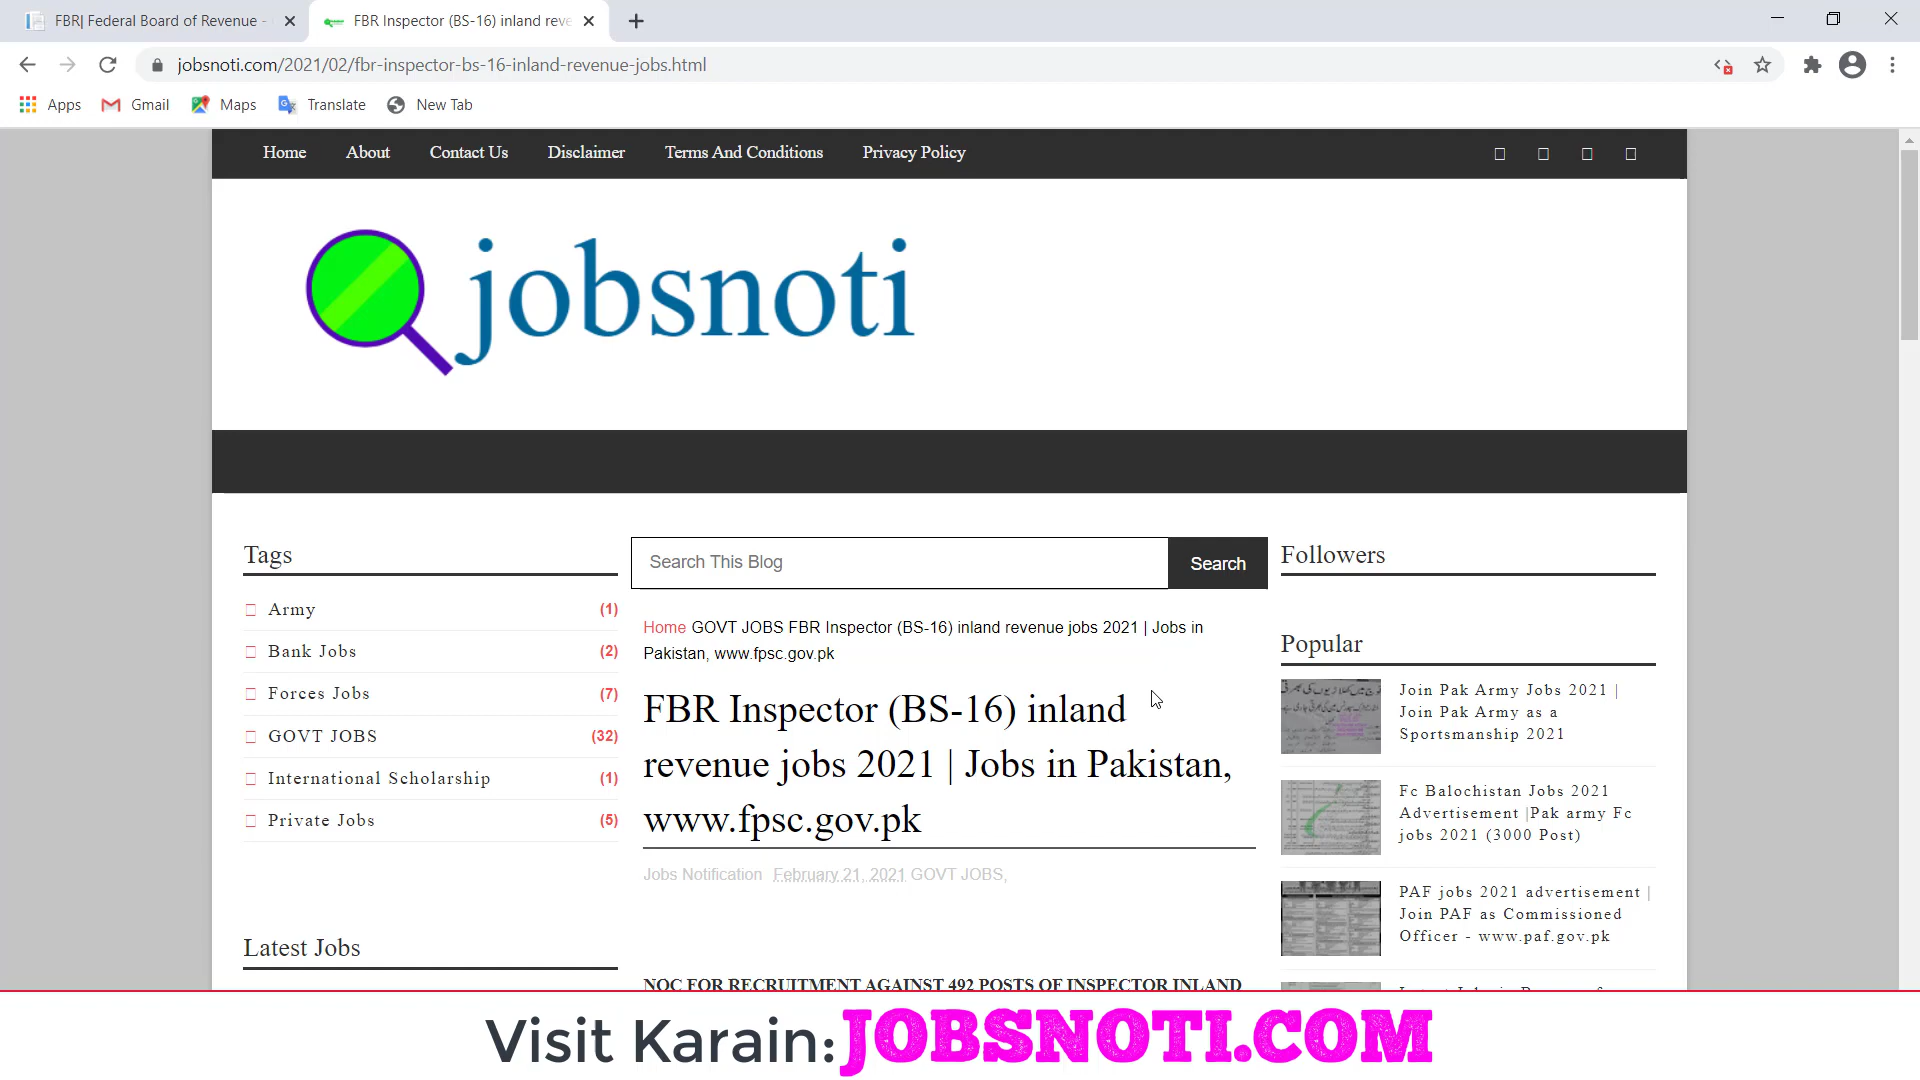 FBR| Federal Board of Revenue -
FBR Inspector (BS-16) inland reve
jobsnoti.com/2021/02/fbr-inspector-bs-16-inland-revenue-jobs.html
Apps
Gmail
Maps
Translate
New Tab
Home
About
Contact Us
Disclaimer
Terms And Conditions
Privacy Policy
jobsnoti
Tags
Army (1)
Bank Jobs (2)
Forces Jobs (7)
GOVT JOBS (32)
International Scholarship (1)
Private Jobs (5)
Latest Jobs
Search This Blog
Search
Home GOVT JOBS FBR Inspector (BS-16) inland revenue jobs 2021 | Jobs in
Pakistan, www.fpsc.gov.pk
FBR Inspector (BS-16) inland
revenue jobs 2021 | Jobs in Pakistan,
www.fpsc.gov.pk
Jobs Notification February 21, 2021 GOVT JOBS,
NOC FOR RECRUITMENT AGAINST 492 POSTS OF INSPECTOR INLAND
Followers
Popular
Join Pak Army Jobs 2021 |
Join Pak Army as a
Sportsmanship 2021
Fc Balochistan Jobs 2021
Advertisement |Pak army Fc
jobs 2021 (3000 Post)
PAF jobs 2021 advertisement |
Join PAF as Commissioned
Officer - www.paf.gov.pk
Visit Karain: JOBSNOTI.COM